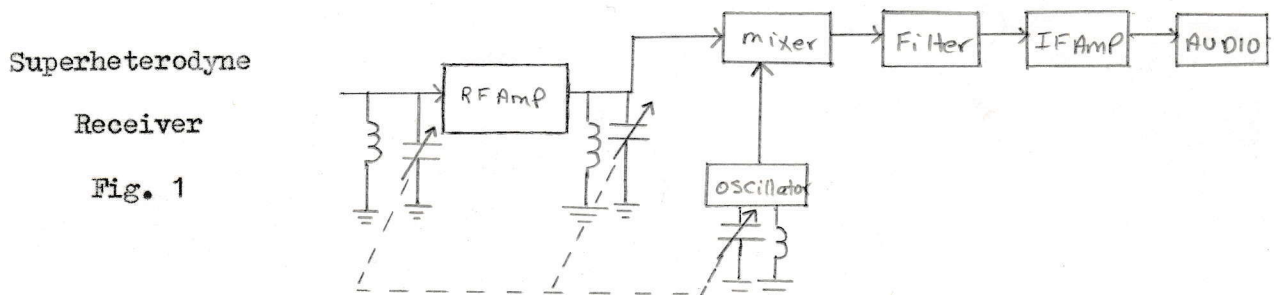 Superheterodyne
Receiver
Fig. 1
RF Amp
mixer
Filter
IF Amp
AUDIO
oscillator